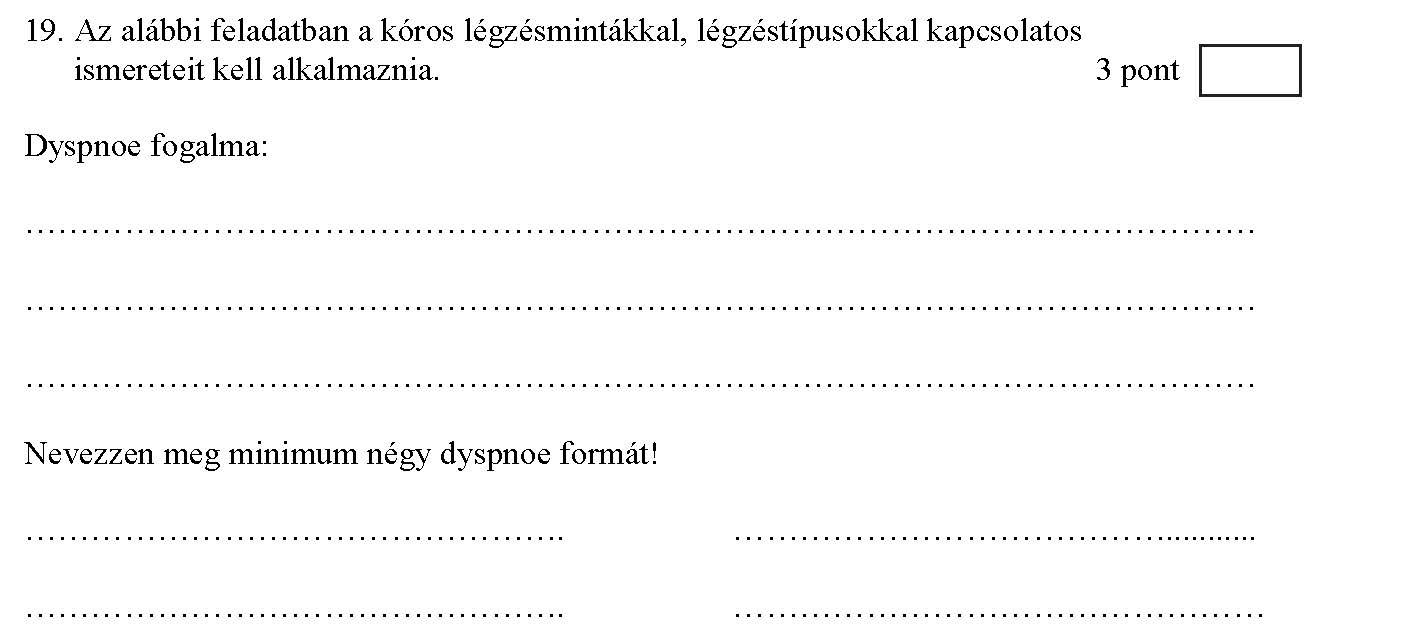 19. Az alábbi feladatban a kóros légzésmintákkal, légzéstípusokkal kapcsolatos
ismereteit kell alkalmaznia.
3 pont
Dyspnoe fogalma:
……………………………………………………………………………………………………
……………………………………………………………………………………………………
……………………………………………………………………………………………………
Nevezzen meg minimum négy dyspnoe formát!
…………………………………………. …………………………………...........
…………………………………………. …………………………………………